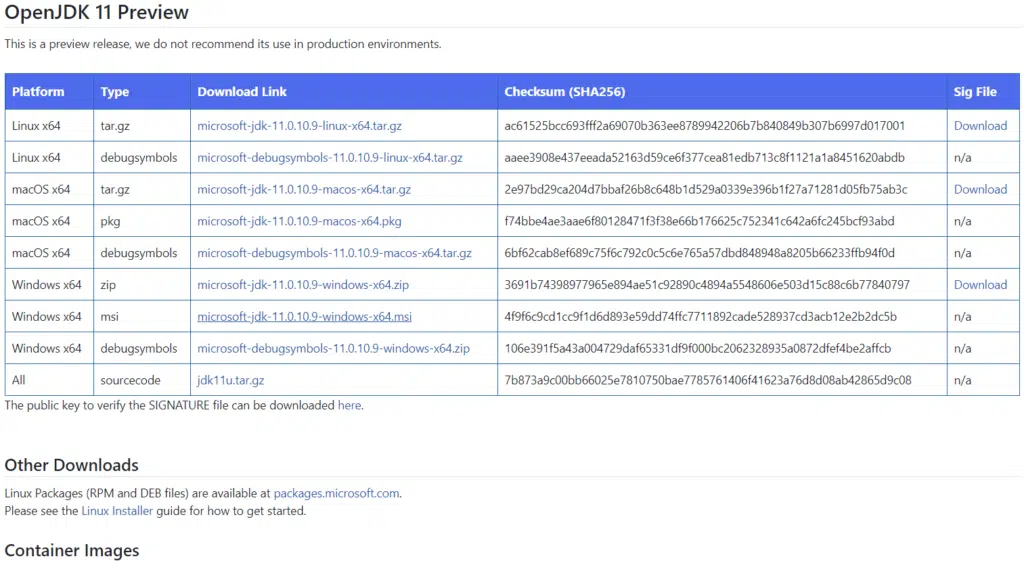 OpenJDK 11 Preview
This is a preview release, we do not recommend its use in production environments.
Platform Type Download Link Checksum (SHA256) Sig File
Linux x64 tar.gz microsoft-jdk-11.0.10.9-linux-x64.tar.gz ac61525bcc693fff2a69070b363ee8789942206b7b840849b307b6997d017001 Download
Linux x64 debugsymbols microsoft-debugsymbols-11.0.10.9-linux-x64.tar.gz aaee3908e437eeada52163d59ce6f377cea81edb713c8f1121a1a8451620abdb n/a
macOS x64 tar.gz microsoft-jdk-11.0.10.9-macos-x64.tar.gz 2e97bd29ca204d7bbaf26b8c648b1d529a0339e396b1f27a71281d05fb75ab3c Download
macOS x64 pkg microsoft-jdk-11.0.10.9-macos-x64.pkg f74bbe4ae3aae6f80128471f3f38e66b176625c752341c642a6fc245bcf93abd n/a
macOS x64 debugsymbols microsoft-debugsymbols-11.0.10.9-macos-x64.tar.gz 6bf62cab8ef689c75f6c792c0c5c6e765a57dbd848948a8205b66233ffb94f0d n/a
Windows x64 zip microsoft-jdk-11.0.10.9-windows-x64.zip 3691b74398977965e894ae51c92890c4894a5548606e503d15c88c6b77840797 Download
Windows x64 msi microsoft-jdk-11.0.10.9-windows-x64.msi 4f9f6c9cd1cc9f1d6d893e59dd74ffc7711892cade528937cd3acb12e2b2dc5b n/a
Windows x64 debugsymbols microsoft-debugsymbols-11.0.10.9-windows-x64.zip 106e391f5a43a004729daf65331df9f000bc2062328935a0872dfef4be2affcb n/a
All sourcecode jdk11u.tar.gz 7b873a9c00bb66025e7810750bae7785761406f41623a76d8d08ab42865d9c08 n/a
The public key to verify the SIGNATURE file can be downloaded here.
Other Downloads
Linux Packages (RPM and DEB files) are available at packages.microsoft.com.
Please see the Linux Installer guide for how to get started.
Container Images